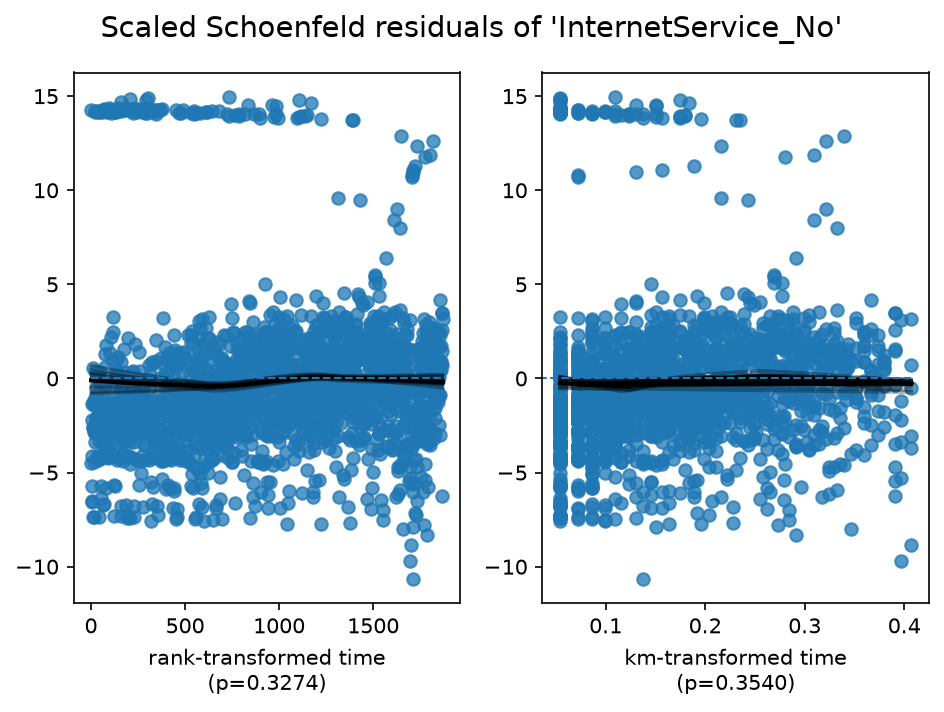 Scaled Schoenfeld residuals of 'InternetService_No'
15
10
5
0
−5
−10
0 500 1000 1500
rank-transformed time
(p=0.3274)
15
10
5
0
−5
−10
0.1 0.2 0.3 0.4
km-transformed time
(p=0.3540)